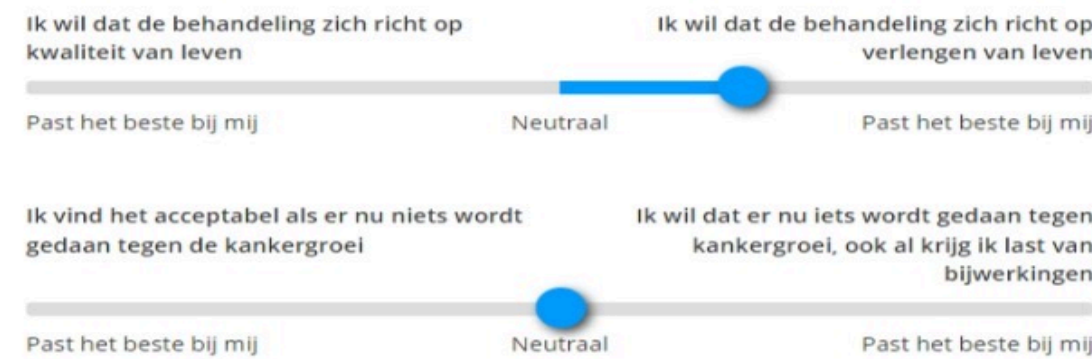 Ik wil dat de behandeling zich richt op
kwaliteit van leven
Ik wil dat de behandeling zich richt op
verlengen van leven
Past het beste bij mij
Neutraal
Past het beste bij mij
Ik vind het acceptabel als er nu niets wordt
gedaan tegen de kankergroei
Ik wil dat er nu iets wordt gedaan tegen
kankergroei, ook al krijg ik last van
bijwerkingen
Past het beste bij mij
Neutraal
Past het beste bij mij